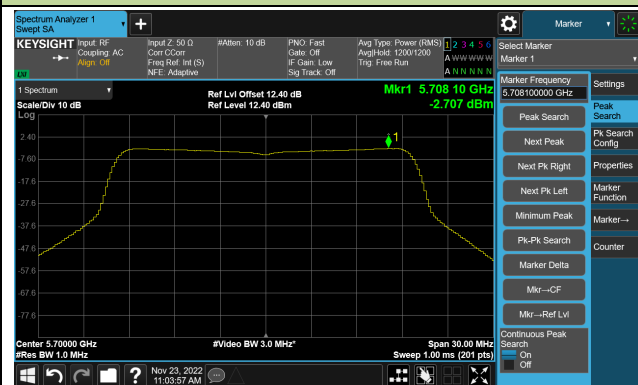 Spectrum Analyzer 1
Swept SA
Marker
KEYSIGHT
Input: RF
Coupling: AC
Align: Off
Input Z: 50 Ω
Corr CCorr
Freq Ref: Int (S)
NFE: Adaptive
#Atten: 10 dB
PNO: Fast
Gate: Off
IF Gain: Low
Sig Track: Off
Avg Type: Power (RMS)
Avg|Hold: 1200/1200
Trig: Free Run
1 2 3 4 5 6
A W W W W W
A N N N N N
LXI
Select Marker
Marker 1
1 Spectrum
Scale/Div 10 dB
Log
Ref Lvl Offset 12.40 dB
Ref Level 12.40 dBm
Mkr1 5.708 10 GHz
-2.707 dBm
1
2.40
-7.60
-17.6
-27.6
-37.6
-47.6
-57.6
-67.6
-77.6
Center 5.70000 GHz
#Res BW 1.0 MHz
#Video BW 3.0 MHz*
Span 30.00 MHz
Sweep 1.00 ms (201 pts)
Marker Frequency
5.708100000 GHz
Peak Search
Next Peak
Next Pk Right
Next Pk Left
Minimum Peak
Pk-Pk Search
Marker Delta
Mkr→CF
Mkr→Ref Lvl
Continuous Peak
Search
On
Off
Settings
Peak
Search
Pk Search
Config
Properties
Marker
Function
Marker→
Counter
Nov 23, 2022
11:03:57 AM